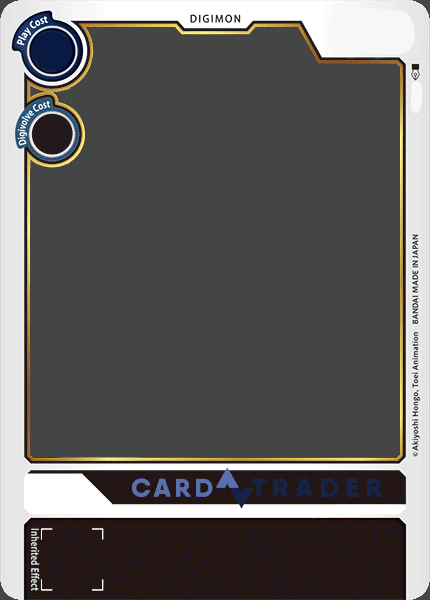 DIGIMON
Play Cost
Digivolve Cost
© Akiyoshi Hongo, Toei Animation BANDAI MADE IN JAPAN
CARD TRADER
Inherited Effect